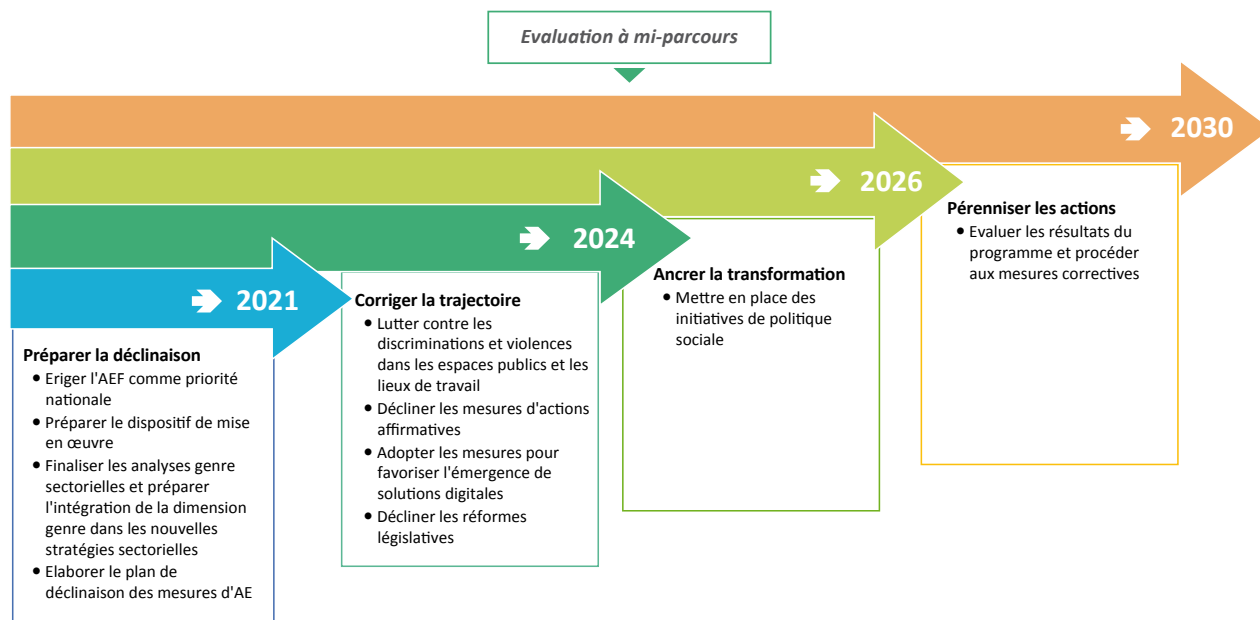 Evaluation à mi-parcours
2030
2026
2024
2021
Préparer la déclinaison
• Eriger l'AEF comme priorité
nationale
• Préparer le dispositif de mise
en œuvre
• Finaliser les analyses genre
sectorielles et préparer
l'intégration de la dimension
genre dans les nouvelles
stratégies sectorielles
• Elaborer le plan de
déclinaison des mesures d'AE
Corriger la trajectoire
• Lutter contre les
discriminations et violences
dans les espaces publics et les
lieux de travail
• Décliner les mesures d'actions
affirmatives
• Adopter les mesures pour
favoriser l'émergence de
solutions digitales
• Décliner les réformes
législatives
Ancrer la transformation
• Mettre en place des
initiatives de politique
sociale
Pérenniser les actions
• Evaluer les résultats du
programme et procéder
aux mesures correctives